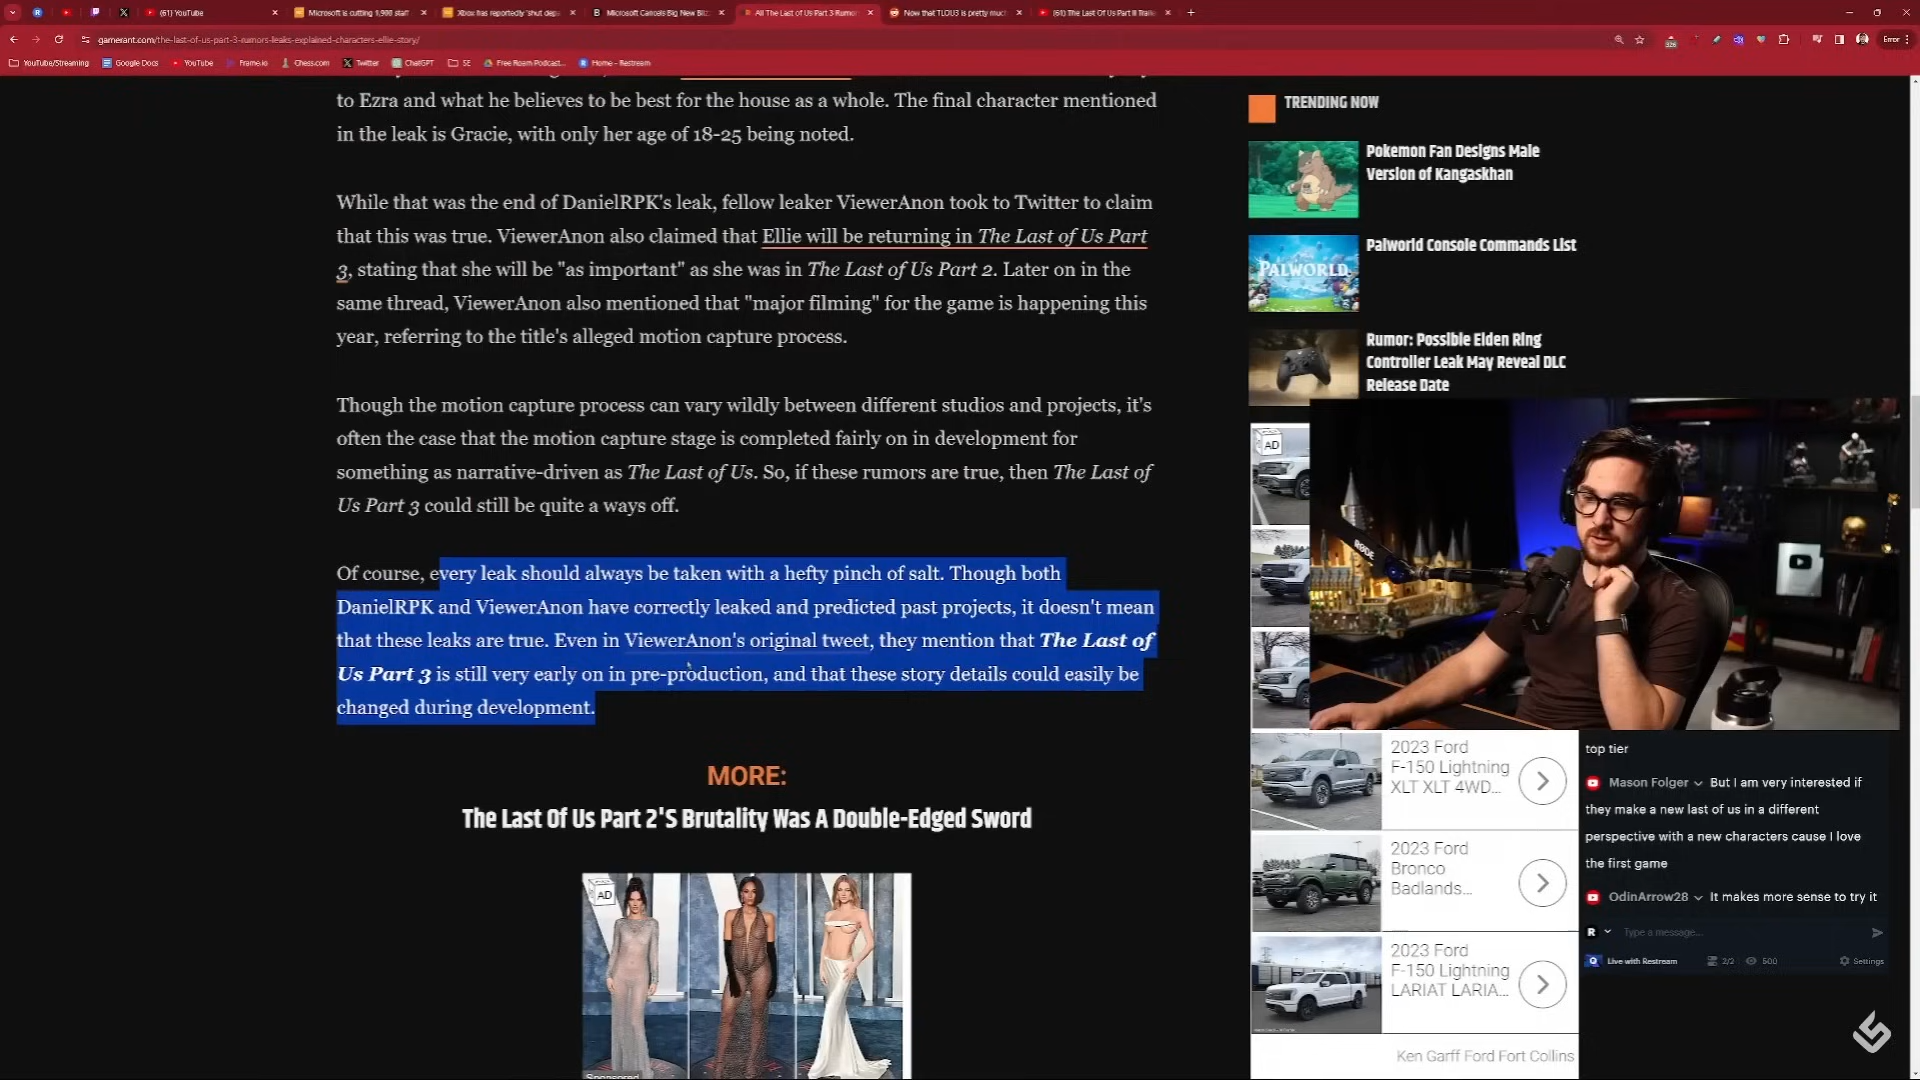 (61) YouTube
Microsoft is cutting 1,900 staff
Xbox has reportedly 'shut dep
Microsoft Cancels Big New Bliz
All The Last of Us Part 3 Rumor
Now that TLOU3 is pretty much
(61) The Last Of Us Part III Trail
gamerant.com/the-last-of-us-part-3-rumors-leaks-explained-characters-ellie-story/
326
Error
YouTube/Streaming
Google Docs
YouTube
Frame.io
Chess.com
Twitter
ChatGPT
SE
Free Roam Podcast...
Home - Restream
to Ezra and what he believes to be best for the house as a whole. The final character mentioned
in the leak is Gracie, with only her age of 18-25 being noted.
While that was the end of DanielRPK's leak, fellow leaker ViewerAnon took to Twitter to claim
that this was true. ViewerAnon also claimed that Ellie will be returning in The Last of Us Part
3, stating that she will be "as important" as she was in The Last of Us Part 2. Later on in the
same thread, ViewerAnon also mentioned that "major filming" for the game is happening this
year, referring to the title's alleged motion capture process.
Though the motion capture process can vary wildly between different studios and projects, it's
often the case that the motion capture stage is completed fairly on in development for
something as narrative-driven as The Last of Us. So, if these rumors are true, then The Last of
Us Part 3 could still be quite a ways off.
Of course, every leak should always be taken with a hefty pinch of salt. Though both
DanielRPK and ViewerAnon have correctly leaked and predicted past projects, it doesn't mean
that these leaks are true. Even in ViewerAnon's original tweet, they mention that The Last of
Us Part 3 is still very early on in pre-production, and that these story details could easily be
changed during development.
MORE:
The Last Of Us Part 2'S Brutality Was A Double-Edged Sword
AD
Sponsored
TRENDING NOW
Pokemon Fan Designs Male
Version of Kangaskhan
PALWORLD
Palworld Console Commands List
Rumor: Possible Elden Ring
Controller Leak May Reveal DLC
Release Date
AD
RØDE
2023 Ford
F-150 Lightning
XLT XLT 4WD...
2023 Ford
Bronco
Badlands...
2023 Ford
F-150 Lightning
LARIAT LARIA...
Ken Garff Ford Fort Collins
top tier
Mason Folger But I am very interested if
they make a new last of us in a different
perspective with a new characters cause I love
the first game
OdinArrow28 It makes more sense to try it
R Type a message...
Live with Restream 2/2 500 Settings